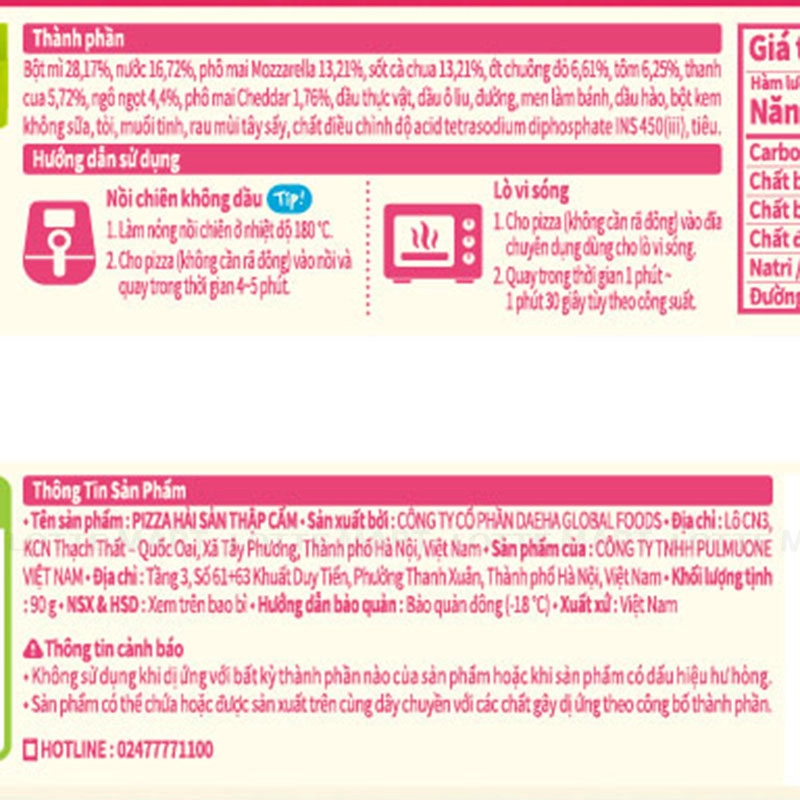 Thành phần
Bột mì 28,17%, nước 16,72%, phô mai Mozzarella 13,21%, sốt cà chua 13,21%, ớt chuông đỏ 6,61%, tôm 6,25%, thanh
cua 5,72%, ngô ngọt 4,4%, phô mai Cheddar 1,76%, dầu thực vật, dầu ô liu, đường, men làm bánh, dầu hào, bột kem
không sữa, tỏi, muối tinh, rau mùi tây sấy, chất điều chỉnh độ acid tetrasodium diphosphate INS 450(iii), tiêu.
Hướng dẫn sử dụng
Nồi chiên không dầu Tip!
1. Làm nóng nồi chiên ở nhiệt độ 180 °C.
2. Cho pizza (không cần rã đông) vào nồi và
quay trong thời gian 4~5 phút.
Lò vi sóng
1. Cho pizza (không cần rã đông) vào đĩa
chuyên dụng dùng cho lò vi sóng.
2. Quay trong thời gian 1 phút ~
1 phút 30 giây tùy theo công suất.
Giá t
Hàm lư
Năn
Carbo
Chất b
Chất b
Chất đ
Natri /
Đường
Thông Tin Sản Phẩm
• Tên sản phẩm : PIZZA HẢI SẢN THẬP CẨM • Sản xuất bởi : CÔNG TY CỔ PHẦN DAEHA GLOBAL FOODS • Địa chỉ : Lô CN3,
KCN Thạch Thất – Quốc Oai, Xã Tây Phương, Thành phố Hà Nội, Việt Nam • Sản phẩm của : CÔNG TY TNHH PULMUONE
VIỆT NAM • Địa chỉ : Tầng 3, Số 61+63 Khuất Duy Tiến, Phường Thanh Xuân, Thành phố Hà Nội, Việt Nam • Khối lượng tịnh
: 90 g • NSX & HSD : Xem trên bao bì • Hướng dẫn bảo quản : Bảo quản đông (-18 °C) • Xuất xứ : Việt Nam
Thông tin cảnh báo
• Không sử dụng khi dị ứng với bất kỳ thành phần nào của sản phẩm hoặc khi sản phẩm có dấu hiệu hư hỏng.
• Sản phẩm có thể chứa hoặc được sản xuất trên cùng dây chuyền với các chất gây dị ứng theo công bố thành phần.
HOTLINE : 02477771100